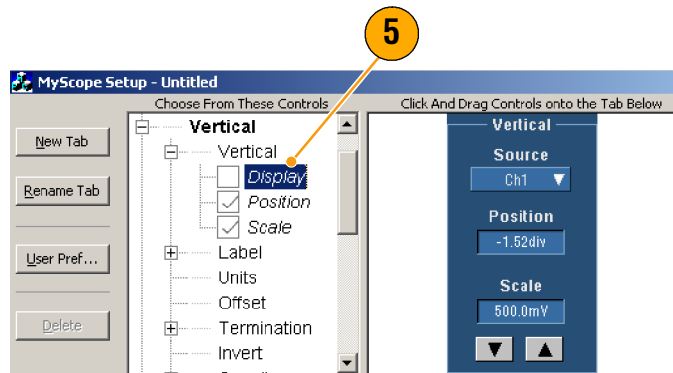 5
MyScope Setup - Untitled
Choose From These Controls
Click And Drag Controls onto the Tab Below
New Tab
Rename Tab
User Pref...
Delete
Vertical
Vertical
Display
Position
Scale
Label
Units
Offset
Termination
Invert
Vertical
Source
Ch1
Position
-1.52div
Scale
500.0mV